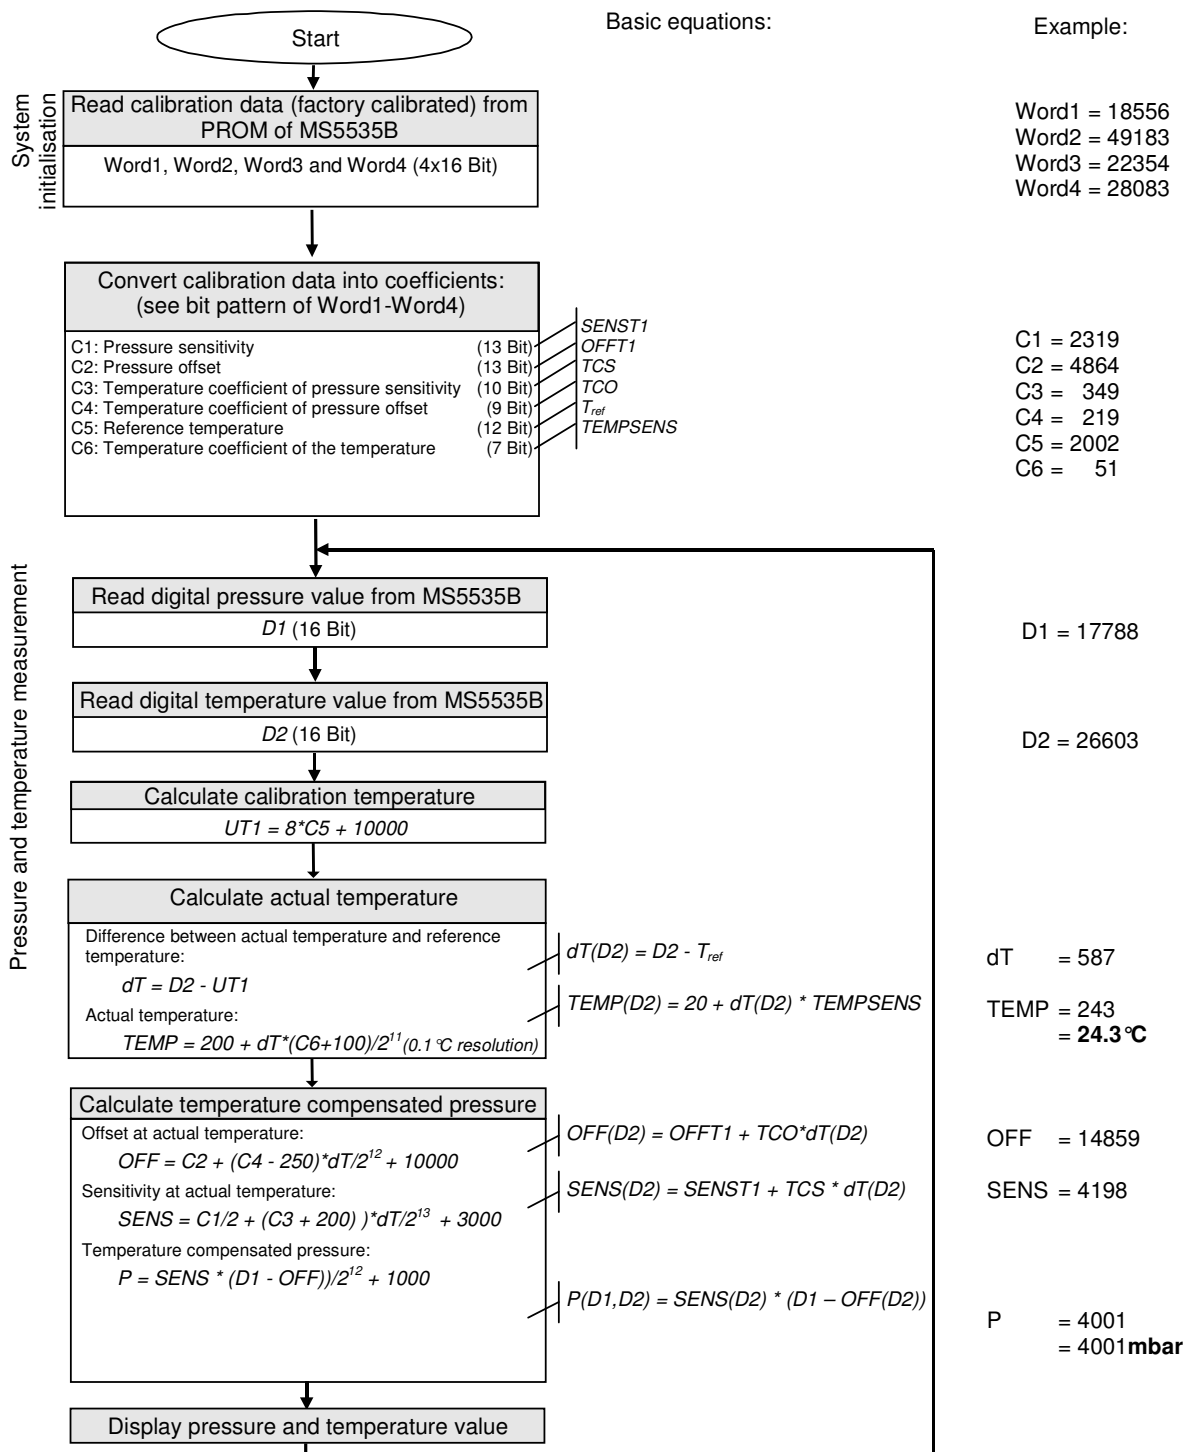 Basic equations:
Example:
Start
System
initialisation
Read calibration data (factory calibrated) from
PROM of MS5535B
Word1, Word2, Word3 and Word4 (4x16 Bit)
Word1 = 18556
Word2 = 49183
Word3 = 22354
Word4 = 28083
Convert calibration data into coefficients:
(see bit pattern of Word1-Word4)
C1: Pressure sensitivity (13 Bit) SENST1
C2: Pressure offset (13 Bit) OFFT1
C3: Temperature coefficient of pressure sensitivity (10 Bit) TCS
C4: Temperature coefficient of pressure offset (9 Bit) TCO
C5: Reference temperature (12 Bit) Tref
C6: Temperature coefficient of the temperature (7 Bit) TEMPSENS
C1 = 2319
C2 = 4864
C3 = 349
C4 = 219
C5 = 2002
C6 = 51
Pressure and temperature measurement
Read digital pressure value from MS5535B
D1 (16 Bit)
D1 = 17788
Read digital temperature value from MS5535B
D2 (16 Bit)
D2 = 26603
Calculate calibration temperature
UT1 = 8*C5 + 10000
Calculate actual temperature
Difference between actual temperature and reference
temperature:
dT = D2 - UT1
dT(D2) = D2 - Tref
dT = 587
Actual temperature:
TEMP = 200 + dT*(C6+100)/2¹¹(0.1°C resolution)
TEMP(D2) = 20 + dT(D2) * TEMPSENS
TEMP = 243
= 24.3°C
Calculate temperature compensated pressure
Offset at actual temperature:
OFF = C2 + (C4 - 250)*dT/2¹² + 10000
OFF(D2) = OFFT1 + TCO*dT(D2)
OFF = 14859
Sensitivity at actual temperature:
SENS = C1/2 + (C3 + 200) )*dT/2¹³ + 3000
SENS(D2) = SENST1 + TCS * dT(D2)
SENS = 4198
Temperature compensated pressure:
P = SENS * (D1 - OFF))/2¹² + 1000
P(D1,D2) = SENS(D2) * (D1 – OFF(D2))
P = 4001
= 4001mbar
Display pressure and temperature value